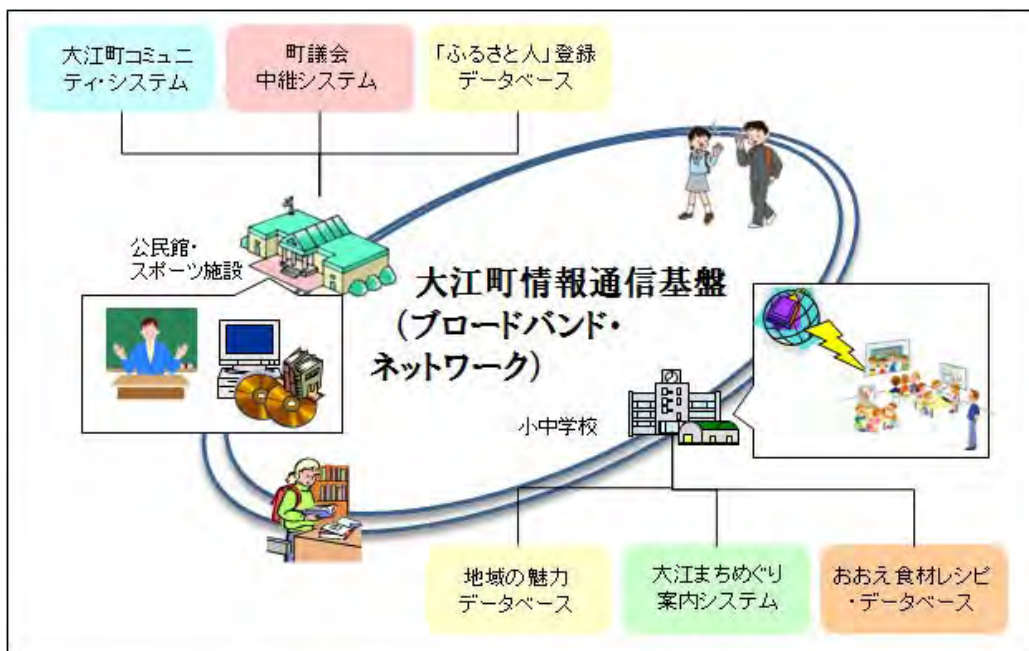 大江町コミュニ
ティ・システム
町議会
中継システム
「ふるさと人」登録
データベース
公民館・
スポーツ施設
大江町情報通信基盤
（ブロードバンド・
ネットワーク）
小中学校
地域の魅力
データベース
大江まちめぐり
案内システム
おおえ食材レシピ
・データベース